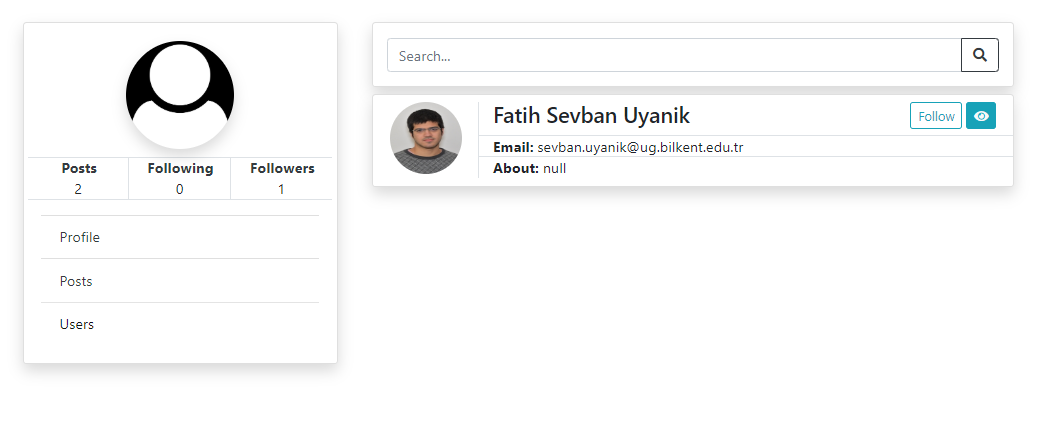 Posts Following Followers
2 0 1
Profile
Posts
Users
Search...
Fatih Sevban Uyanik Follow
Email: sevban.uyanik@ug.bilkent.edu.tr
About: null